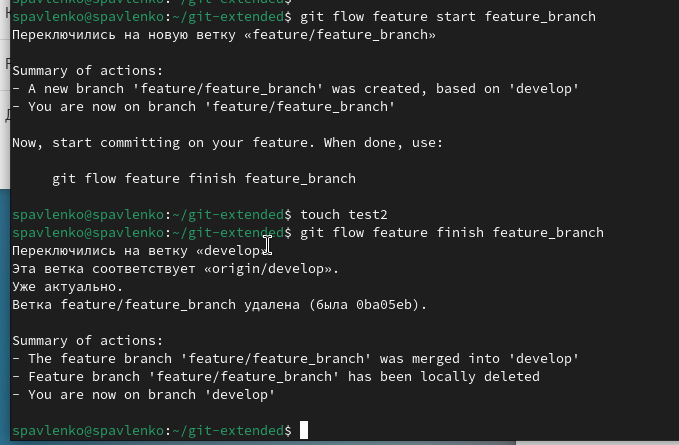 spavlenko@spavlenko:~/git-extended$
spavlenko@spavlenko:~/git-extended$ git flow feature start feature_branch
Переключились на новую ветку «feature/feature_branch»
Summary of actions:
- A new branch 'feature/feature_branch' was created, based on 'develop'
- You are now on branch 'feature/feature_branch'
Now, start committing on your feature. When done, use:
git flow feature finish feature_branch
spavlenko@spavlenko:~/git-extended$ touch test2
spavlenko@spavlenko:~/git-extended$ git flow feature finish feature_branch
Переключились на ветку «develop».
Эта ветка соответствует «origin/develop».
Уже актуально.
Ветка feature/feature_branch удалена (была 0ba05eb).
Summary of actions:
- The feature branch 'feature/feature_branch' was merged into 'develop'
- Feature branch 'feature/feature_branch' has been locally deleted
- You are now on branch 'develop'
spavlenko@spavlenko:~/git-extended$